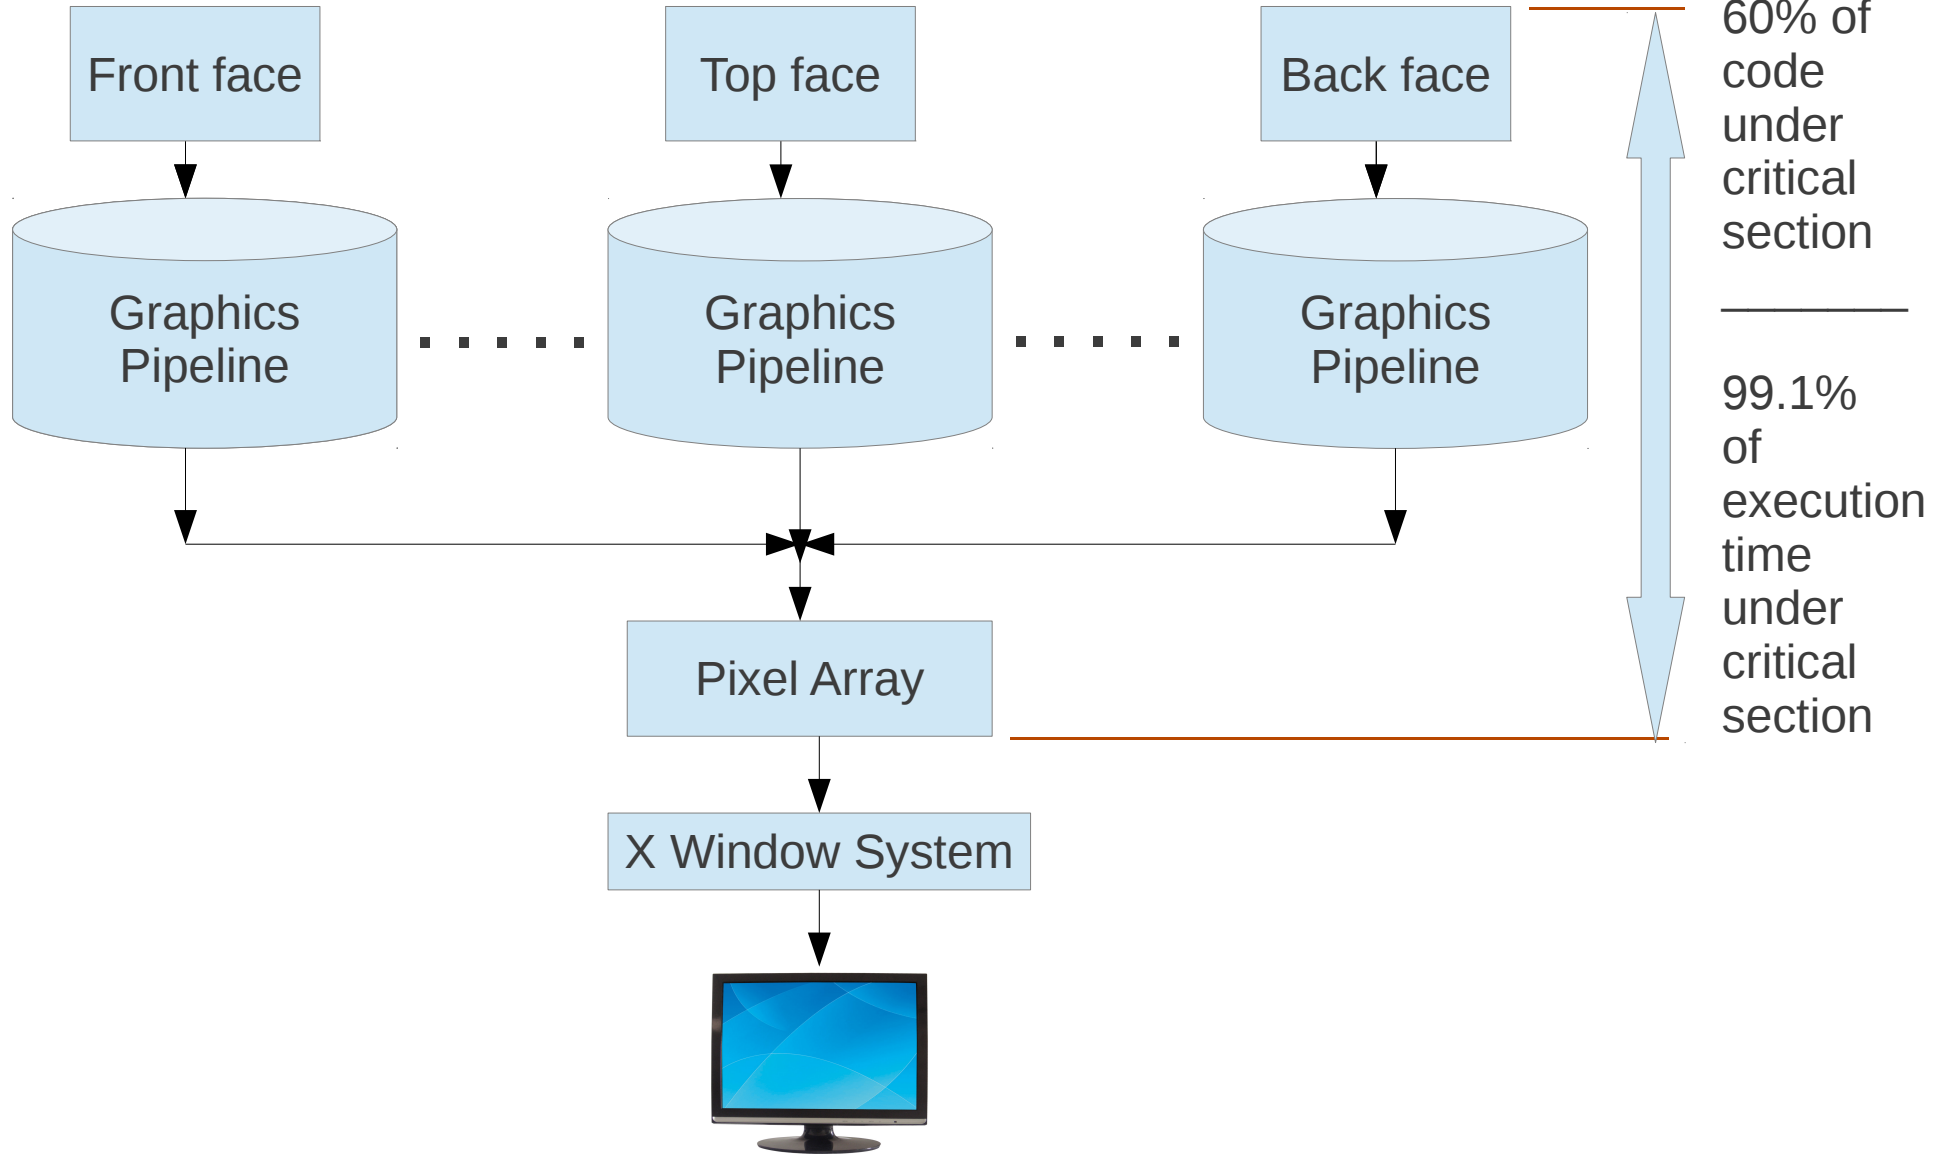 Front face
Top face
Back face
Graphics
Pipeline
Graphics
Pipeline
Graphics
Pipeline
Pixel Array
X Window System
60% of
code
under
critical
section
99.1%
of
execution
time
under
critical
section